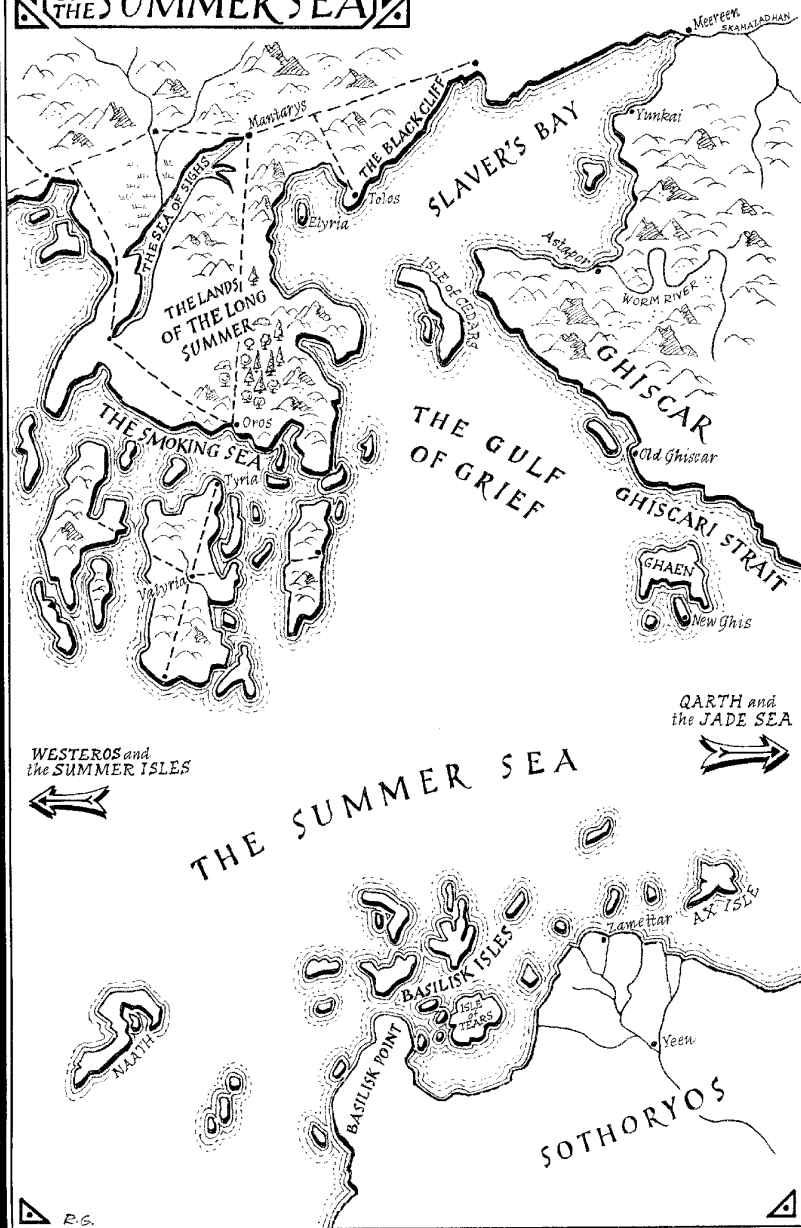 THE SUMMER SEA
Meereen
SKAHAZADHAN
Mantarys
THE BLACK CLIFF
Yunkai
SLAVER'S BAY
THE SEA OF SIGHS
Tolos
Elyria
Astapor
ISLE of CEDARS
WORM RIVER
THE LANDS
OF THE LONG
SUMMER
GHISCAR
THE SMOKING SEA
Oros
THE GULF
OF GRIEF
Old Ghiscar
Tyria
GHISCARI STRAIT
GHAEN
Valyria
New Ghis
QARTH and
the JADE SEA
WESTEROS and
the SUMMER ISLES
THE SUMMER SEA
AX ISLE
Zamettar
BASILISK ISLES
ISLE
OF
TEARS
NAATH
BASILISK POINT
Yeen
SOTHORYOS
R.G.